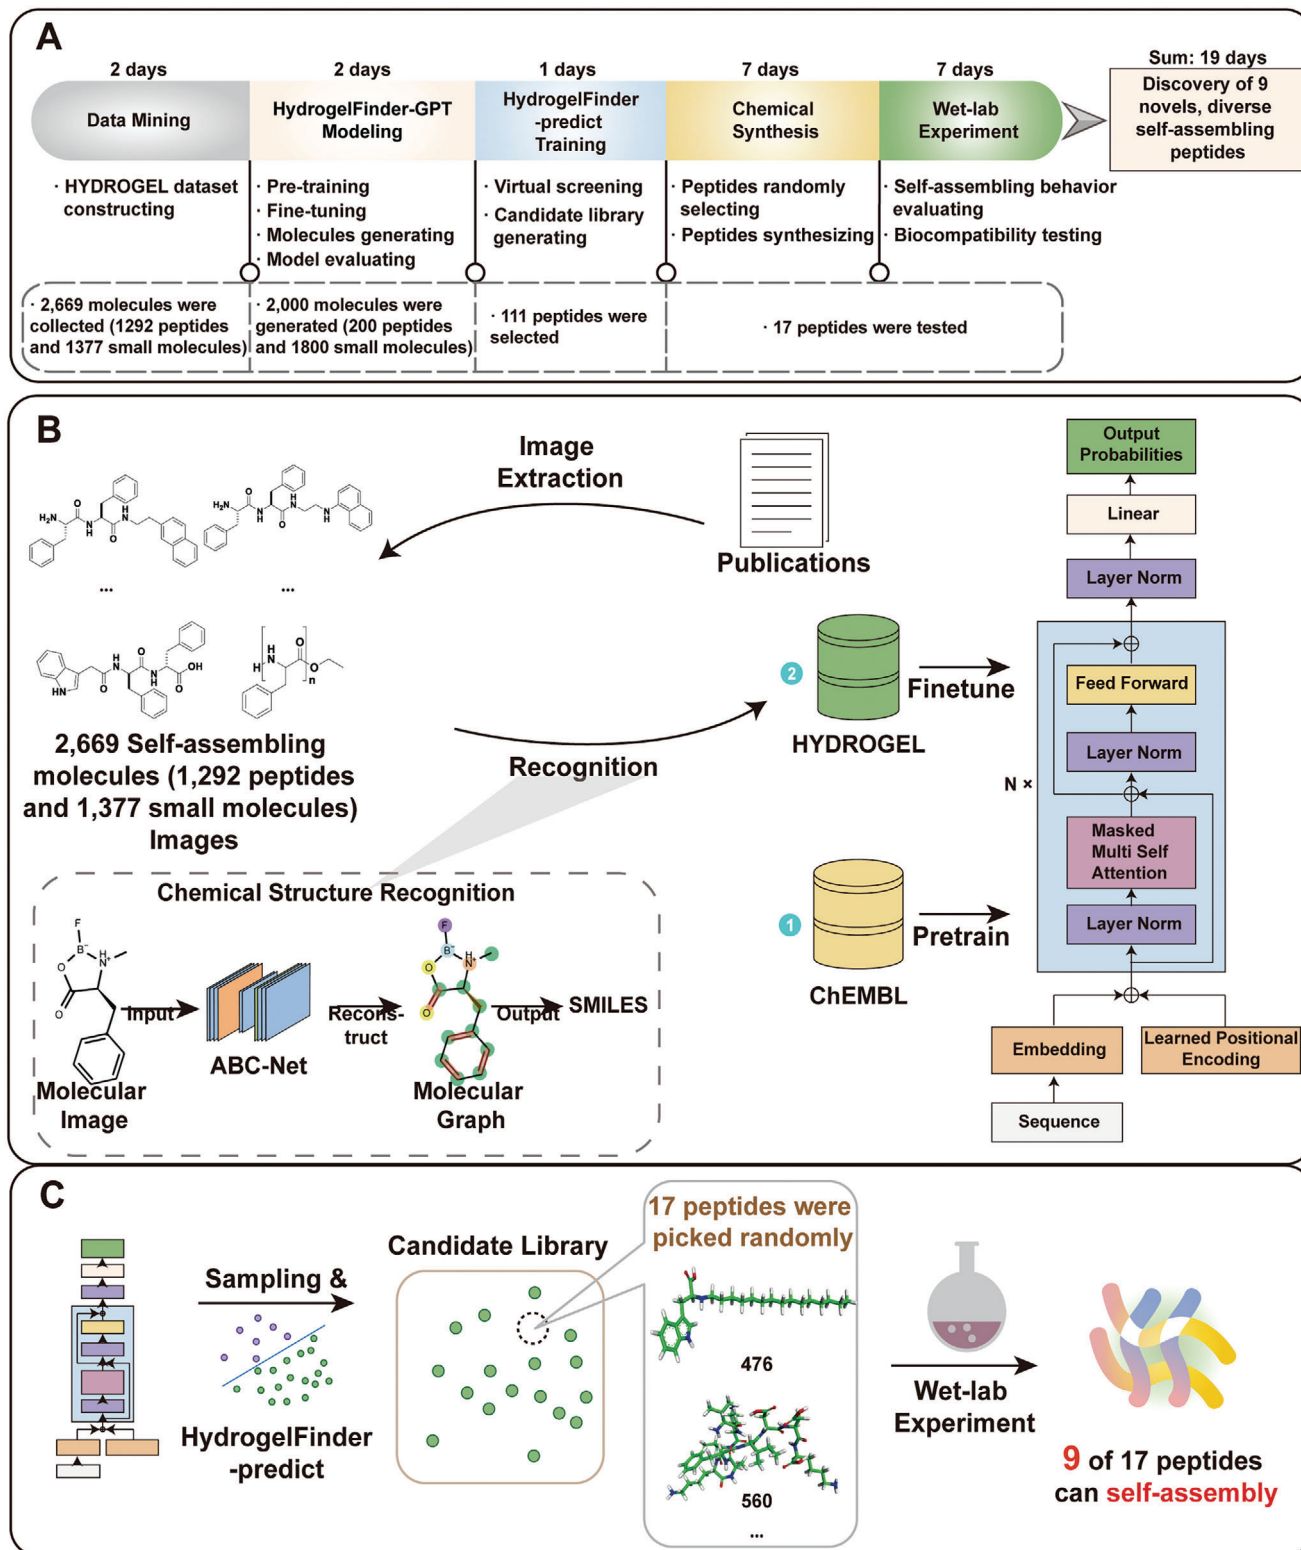 A
2 days
2 days
1 days
7 days
7 days
Sum: 19 days
Data Mining
HydrogelFinder-GPT
Modeling
HydrogelFinder
-predict
Training
Chemical
Synthesis
Wet-lab
Experiment
Discovery of 9
novels, diverse
self-assembling
peptides
· HYDROGEL dataset
constructing
· Pre-training
· Fine-tuning
· Molecules generating
· Model evaluating
· Virtual screening
· Candidate library
generating
· Peptides randomly
selecting
· Peptides synthesizing
· Self-assembling behavior
evaluating
· Biocompatibility testing
· 2,669 molecules were
collected (1292 peptides
and 1377 small molecules)
· 2,000 molecules were
generated (200 peptides
and 1800 small molecules)
· 111 peptides were
selected
· 17 peptides were tested
B
Image
Extraction
Publications
H₂N
O
N
H
H
N
O
...
H₂N
O
N
H
H
N
O
N
H
...
N
H
O
H
N
O
N
H
O
OH
H
H
N
O
O
n
2,669 Self-assembling
molecules (1,292 peptides
and 1,377 small molecules)
Images
Recognition
2
HYDROGEL
Finetune
1
ChEMBL
Pretrain
Output
Probabilities
Linear
Layer Norm
Feed Forward
Layer Norm
N ×
Masked
Multi Self
Attention
Layer Norm
Embedding
Learned Positional
Encoding
Sequence
Chemical Structure Recognition
F
B⁻
O
H
N⁺
O
Molecular
Image
Input
ABC-Net
Recons-
truct
F
B⁻
O
H
N⁺
O
Molecular
Graph
Output
SMILES
C
Sampling &
HydrogelFinder
-predict
Candidate Library
17 peptides were
picked randomly
476
560
...
Wet-lab
Experiment
9 of 17 peptides
can self-assembly